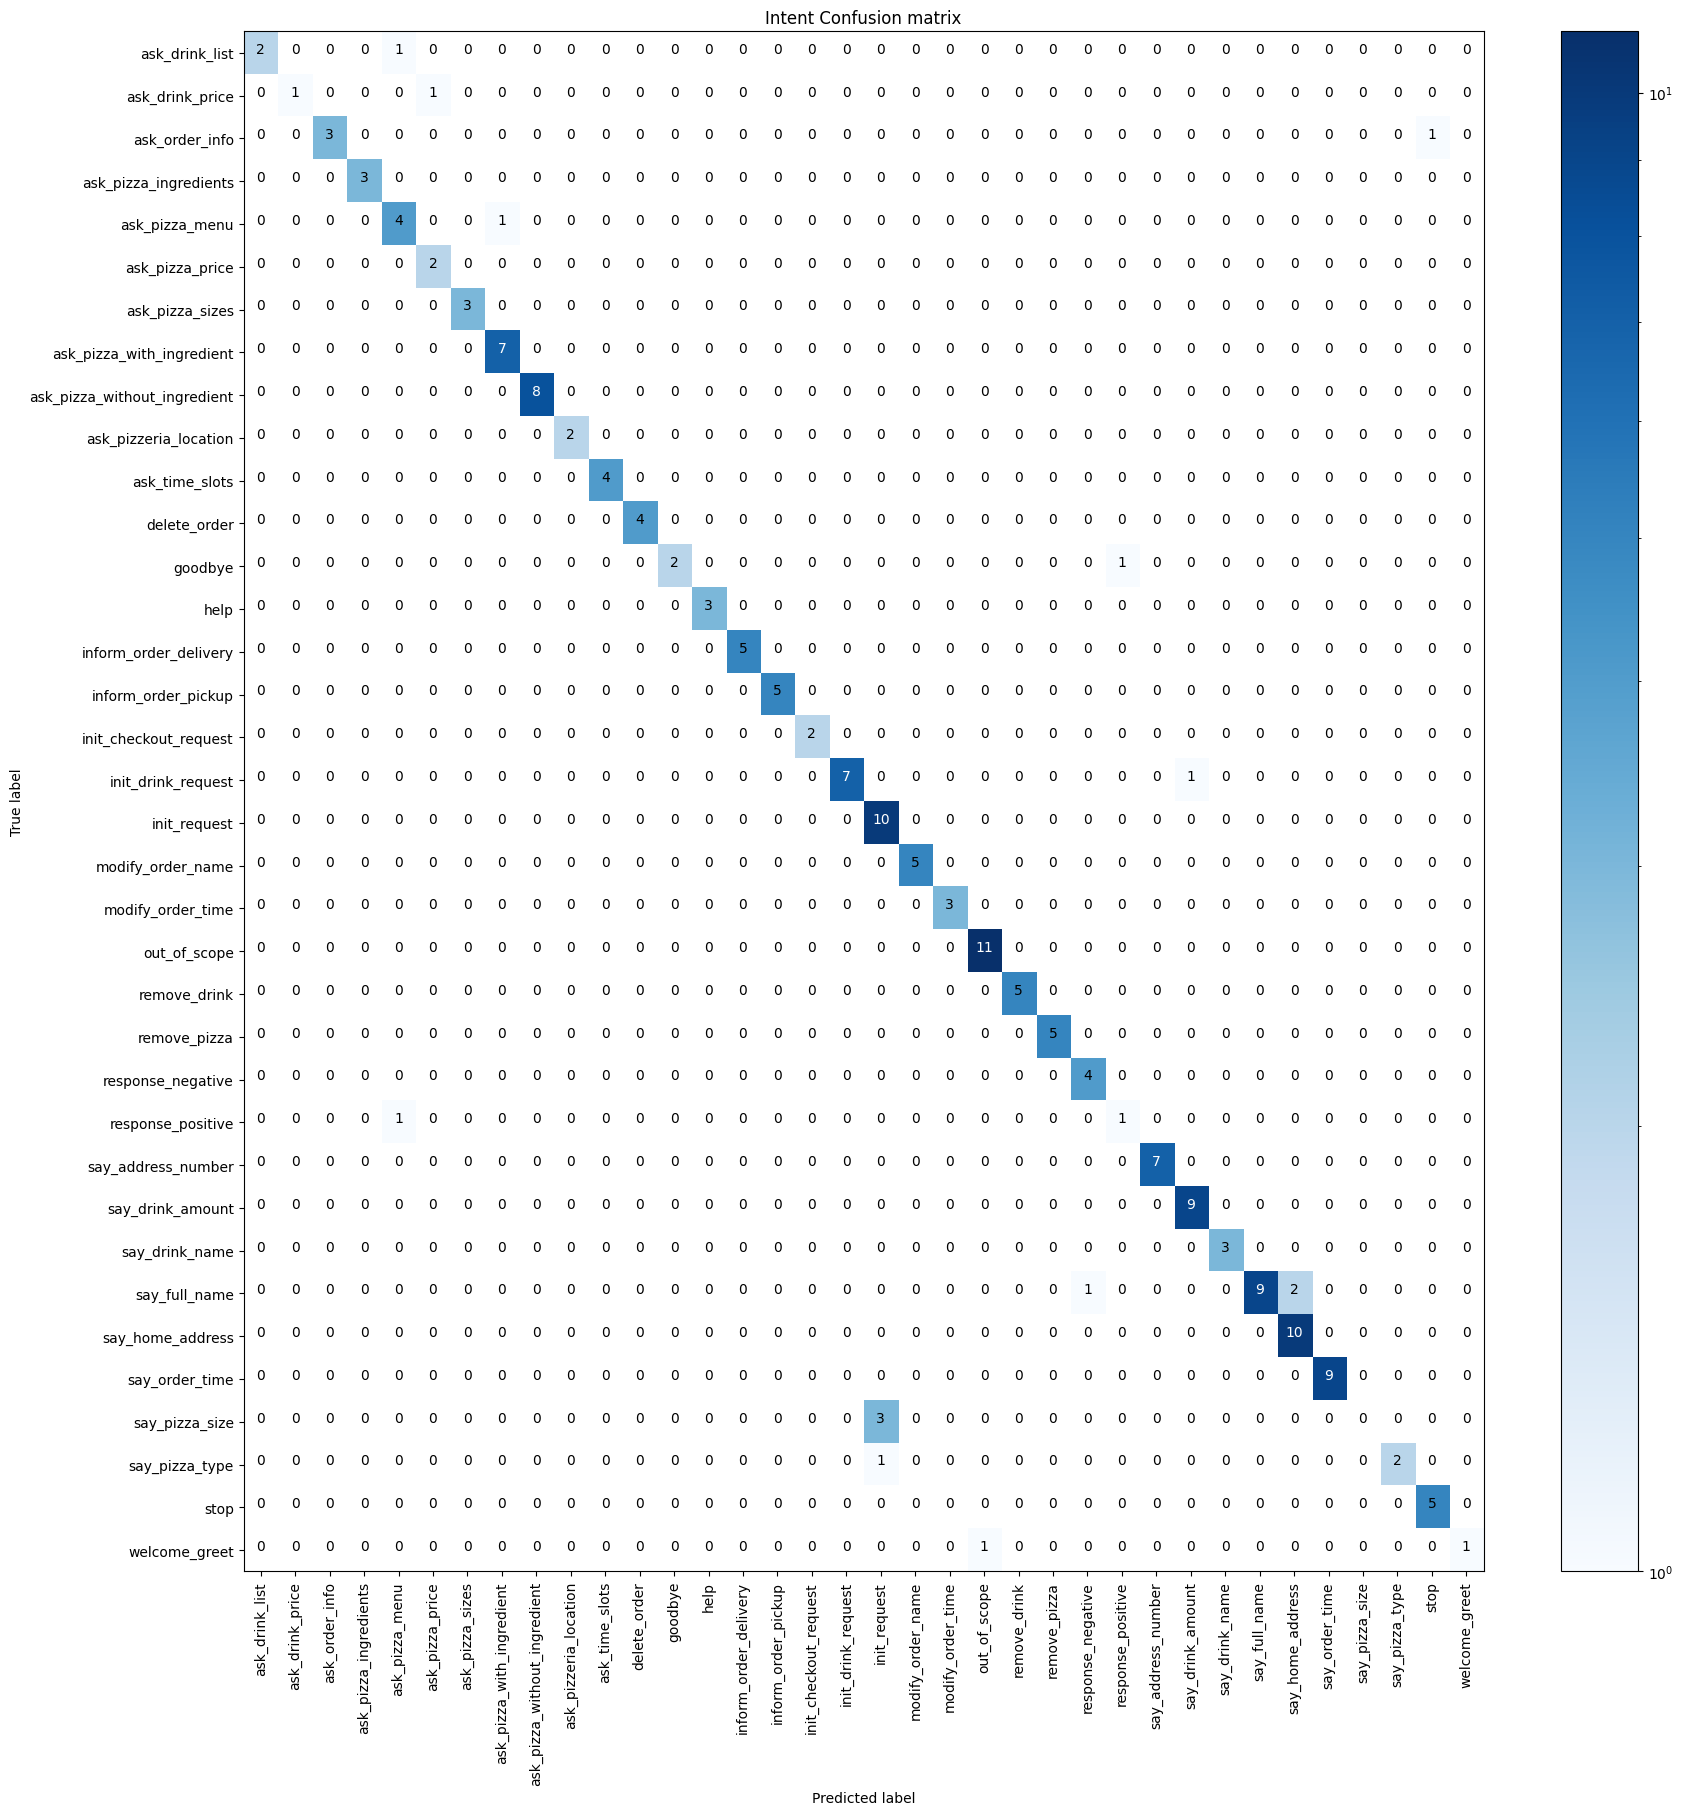 Intent Confusion matrix
ask_drink_list 2 0 0 0 1 0 0 0 0 0 0 0 0 0 0 0 0 0 0 0 0 0 0 0 0 0 0 0 0 0 0 0 0 0 0 0
10¹
ask_drink_price 0 1 0 0 0 1 0 0 0 0 0 0 0 0 0 0 0 0 0 0 0 0 0 0 0 0 0 0 0 0 0 0 0 0 0 0
ask_order_info 0 0 3 0 0 0 0 0 0 0 0 0 0 0 0 0 0 0 0 0 0 0 0 0 0 0 0 0 0 0 0 0 0 0 1 0
ask_pizza_ingredients 0 0 0 3 0 0 0 0 0 0 0 0 0 0 0 0 0 0 0 0 0 0 0 0 0 0 0 0 0 0 0 0 0 0 0 0
ask_pizza_menu 0 0 0 0 4 0 0 1 0 0 0 0 0 0 0 0 0 0 0 0 0 0 0 0 0 0 0 0 0 0 0 0 0 0 0 0
ask_pizza_price 0 0 0 0 0 2 0 0 0 0 0 0 0 0 0 0 0 0 0 0 0 0 0 0 0 0 0 0 0 0 0 0 0 0 0 0
ask_pizza_sizes 0 0 0 0 0 0 3 0 0 0 0 0 0 0 0 0 0 0 0 0 0 0 0 0 0 0 0 0 0 0 0 0 0 0 0 0
ask_pizza_with_ingredient 0 0 0 0 0 0 0 7 0 0 0 0 0 0 0 0 0 0 0 0 0 0 0 0 0 0 0 0 0 0 0 0 0 0 0 0
ask_pizza_without_ingredient 0 0 0 0 0 0 0 0 8 0 0 0 0 0 0 0 0 0 0 0 0 0 0 0 0 0 0 0 0 0 0 0 0 0 0 0
ask_pizzeria_location 0 0 0 0 0 0 0 0 0 2 0 0 0 0 0 0 0 0 0 0 0 0 0 0 0 0 0 0 0 0 0 0 0 0 0 0
ask_time_slots 0 0 0 0 0 0 0 0 0 0 4 0 0 0 0 0 0 0 0 0 0 0 0 0 0 0 0 0 0 0 0 0 0 0 0 0
delete_order 0 0 0 0 0 0 0 0 0 0 0 4 0 0 0 0 0 0 0 0 0 0 0 0 0 0 0 0 0 0 0 0 0 0 0 0
goodbye 0 0 0 0 0 0 0 0 0 0 0 0 2 0 0 0 0 0 0 0 0 0 0 0 0 1 0 0 0 0 0 0 0 0 0 0
help 0 0 0 0 0 0 0 0 0 0 0 0 0 3 0 0 0 0 0 0 0 0 0 0 0 0 0 0 0 0 0 0 0 0 0 0
inform_order_delivery 0 0 0 0 0 0 0 0 0 0 0 0 0 0 5 0 0 0 0 0 0 0 0 0 0 0 0 0 0 0 0 0 0 0 0 0
inform_order_pickup 0 0 0 0 0 0 0 0 0 0 0 0 0 0 0 5 0 0 0 0 0 0 0 0 0 0 0 0 0 0 0 0 0 0 0 0
init_checkout_request 0 0 0 0 0 0 0 0 0 0 0 0 0 0 0 0 2 0 0 0 0 0 0 0 0 0 0 0 0 0 0 0 0 0 0 0
init_drink_request 0 0 0 0 0 0 0 0 0 0 0 0 0 0 0 0 0 7 0 0 0 0 0 0 0 0 0 1 0 0 0 0 0 0 0 0
True label
init_request 0 0 0 0 0 0 0 0 0 0 0 0 0 0 0 0 0 0 10 0 0 0 0 0 0 0 0 0 0 0 0 0 0 0 0 0
modify_order_name 0 0 0 0 0 0 0 0 0 0 0 0 0 0 0 0 0 0 0 5 0 0 0 0 0 0 0 0 0 0 0 0 0 0 0 0
modify_order_time 0 0 0 0 0 0 0 0 0 0 0 0 0 0 0 0 0 0 0 0 3 0 0 0 0 0 0 0 0 0 0 0 0 0 0 0
out_of_scope 0 0 0 0 0 0 0 0 0 0 0 0 0 0 0 0 0 0 0 0 0 11 0 0 0 0 0 0 0 0 0 0 0 0 0 0
remove_drink 0 0 0 0 0 0 0 0 0 0 0 0 0 0 0 0 0 0 0 0 0 0 5 0 0 0 0 0 0 0 0 0 0 0 0 0
remove_pizza 0 0 0 0 0 0 0 0 0 0 0 0 0 0 0 0 0 0 0 0 0 0 0 5 0 0 0 0 0 0 0 0 0 0 0 0
response_negative 0 0 0 0 0 0 0 0 0 0 0 0 0 0 0 0 0 0 0 0 0 0 0 0 4 0 0 0 0 0 0 0 0 0 0 0
response_positive 0 0 0 0 1 0 0 0 0 0 0 0 0 0 0 0 0 0 0 0 0 0 0 0 0 1 0 0 0 0 0 0 0 0 0 0
say_address_number 0 0 0 0 0 0 0 0 0 0 0 0 0 0 0 0 0 0 0 0 0 0 0 0 0 0 7 0 0 0 0 0 0 0 0 0
say_drink_amount 0 0 0 0 0 0 0 0 0 0 0 0 0 0 0 0 0 0 0 0 0 0 0 0 0 0 0 9 0 0 0 0 0 0 0 0
say_drink_name 0 0 0 0 0 0 0 0 0 0 0 0 0 0 0 0 0 0 0 0 0 0 0 0 0 0 0 0 3 0 0 0 0 0 0 0
say_full_name 0 0 0 0 0 0 0 0 0 0 0 0 0 0 0 0 0 0 0 0 0 0 0 0 1 0 0 0 0 9 2 0 0 0 0 0
say_home_address 0 0 0 0 0 0 0 0 0 0 0 0 0 0 0 0 0 0 0 0 0 0 0 0 0 0 0 0 0 0 10 0 0 0 0 0
say_order_time 0 0 0 0 0 0 0 0 0 0 0 0 0 0 0 0 0 0 0 0 0 0 0 0 0 0 0 0 0 0 0 9 0 0 0 0
say_pizza_size 0 0 0 0 0 0 0 0 0 0 0 0 0 0 0 0 0 0 3 0 0 0 0 0 0 0 0 0 0 0 0 0 0 0 0 0
say_pizza_type 0 0 0 0 0 0 0 0 0 0 0 0 0 0 0 0 0 0 1 0 0 0 0 0 0 0 0 0 0 0 0 0 0 2 0 0
stop 0 0 0 0 0 0 0 0 0 0 0 0 0 0 0 0 0 0 0 0 0 0 0 0 0 0 0 0 0 0 0 0 0 0 5 0
welcome_greet 0 0 0 0 0 0 0 0 0 0 0 0 0 0 0 0 0 0 0 0 0 1 0 0 0 0 0 0 0 0 0 0 0 0 0 1
10⁰
ask_drink_list
ask_drink_price
ask_order_info
ask_pizza_ingredients
ask_pizza_menu
ask_pizza_price
ask_pizza_sizes
ask_pizza_with_ingredient
ask_pizza_without_ingredient
ask_pizzeria_location
ask_time_slots
delete_order
goodbye
help
inform_order_delivery
inform_order_pickup
init_checkout_request
init_drink_request
init_request
modify_order_name
modify_order_time
out_of_scope
remove_drink
remove_pizza
response_negative
response_positive
say_address_number
say_drink_amount
say_drink_name
say_full_name
say_home_address
say_order_time
say_pizza_size
say_pizza_type
stop
welcome_greet
Predicted label